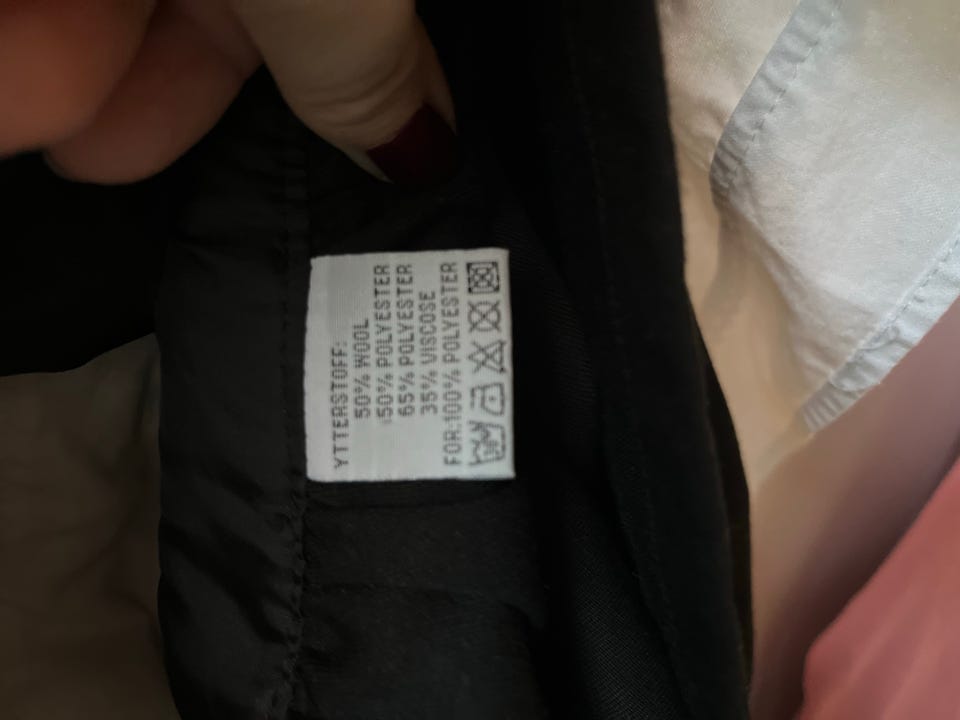 YTTERSTOFF:
50% WOOL
50% POLYESTER
65% POLYESTER
35% VISCOSE
FOR:100% POLYESTER